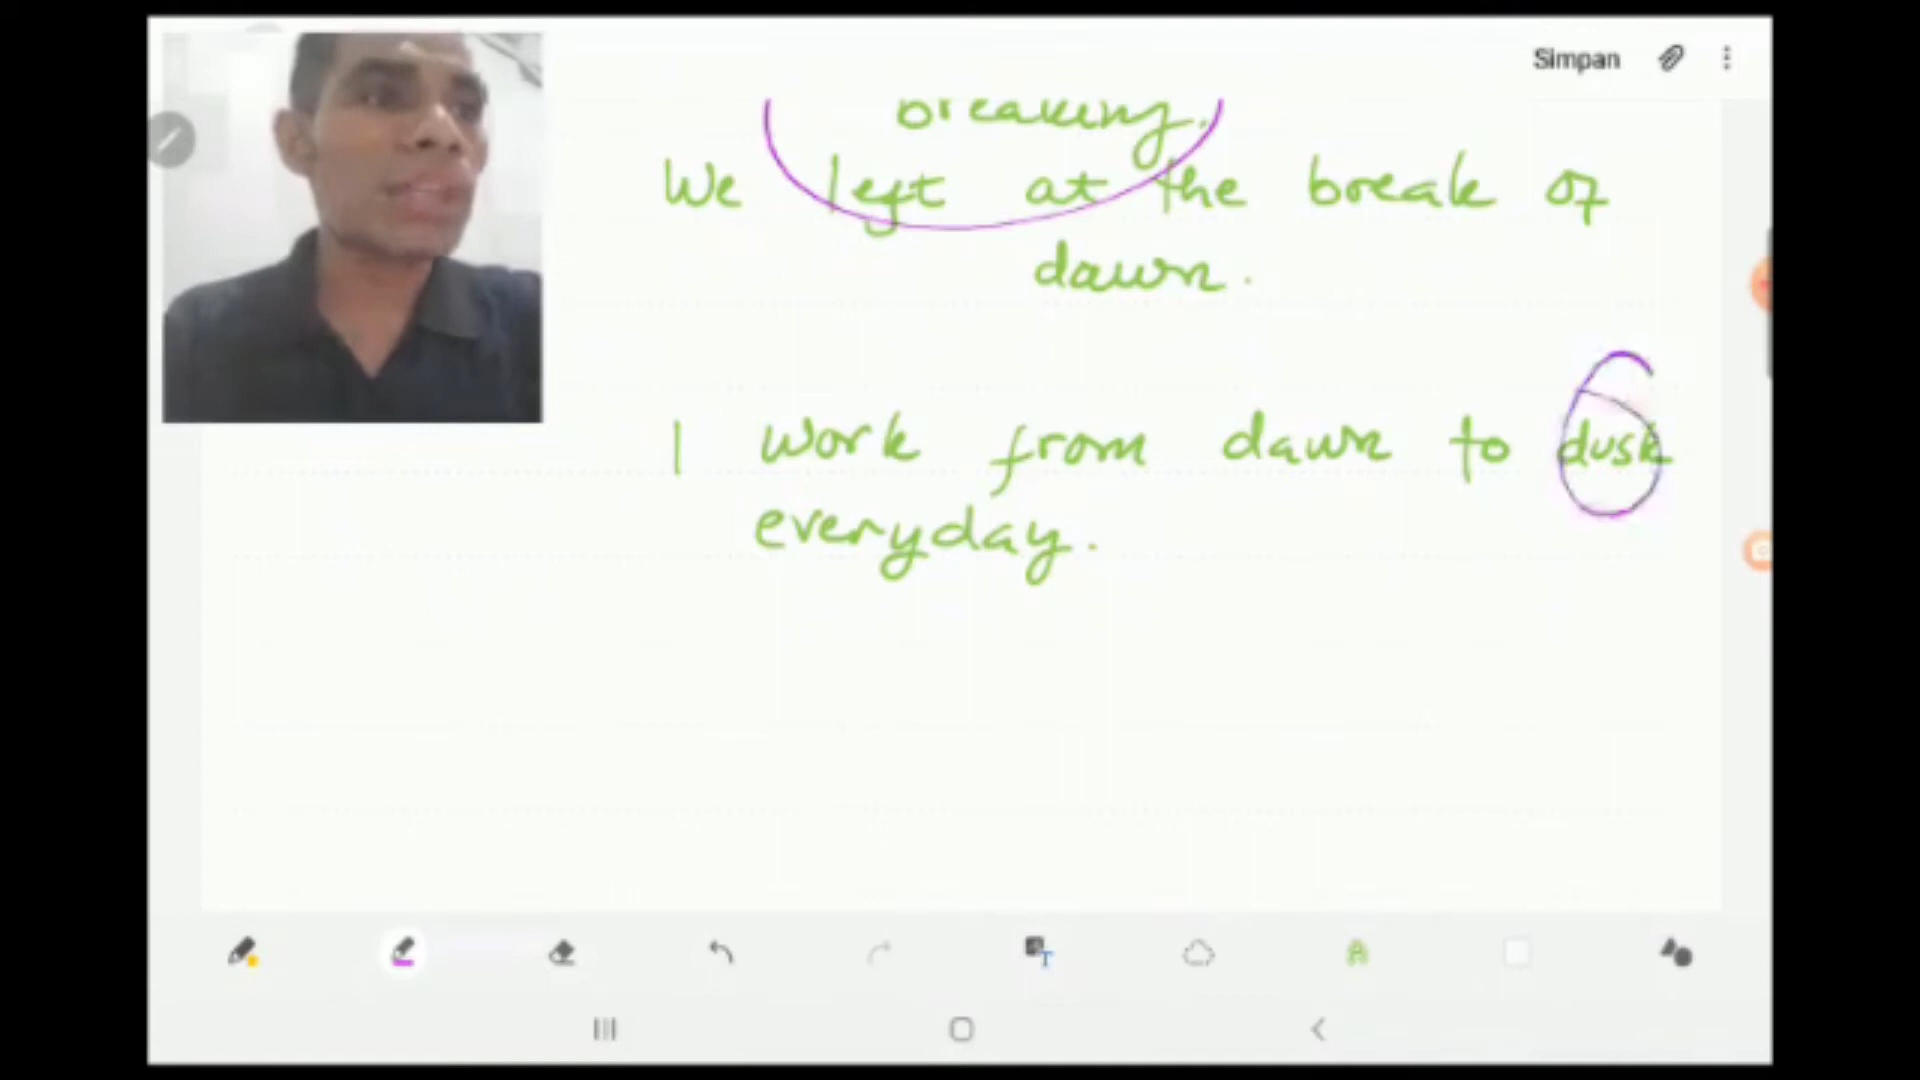 Simpan
breaking.
We left at the break of
dawn.
I work from dawn to dusk
everyday.